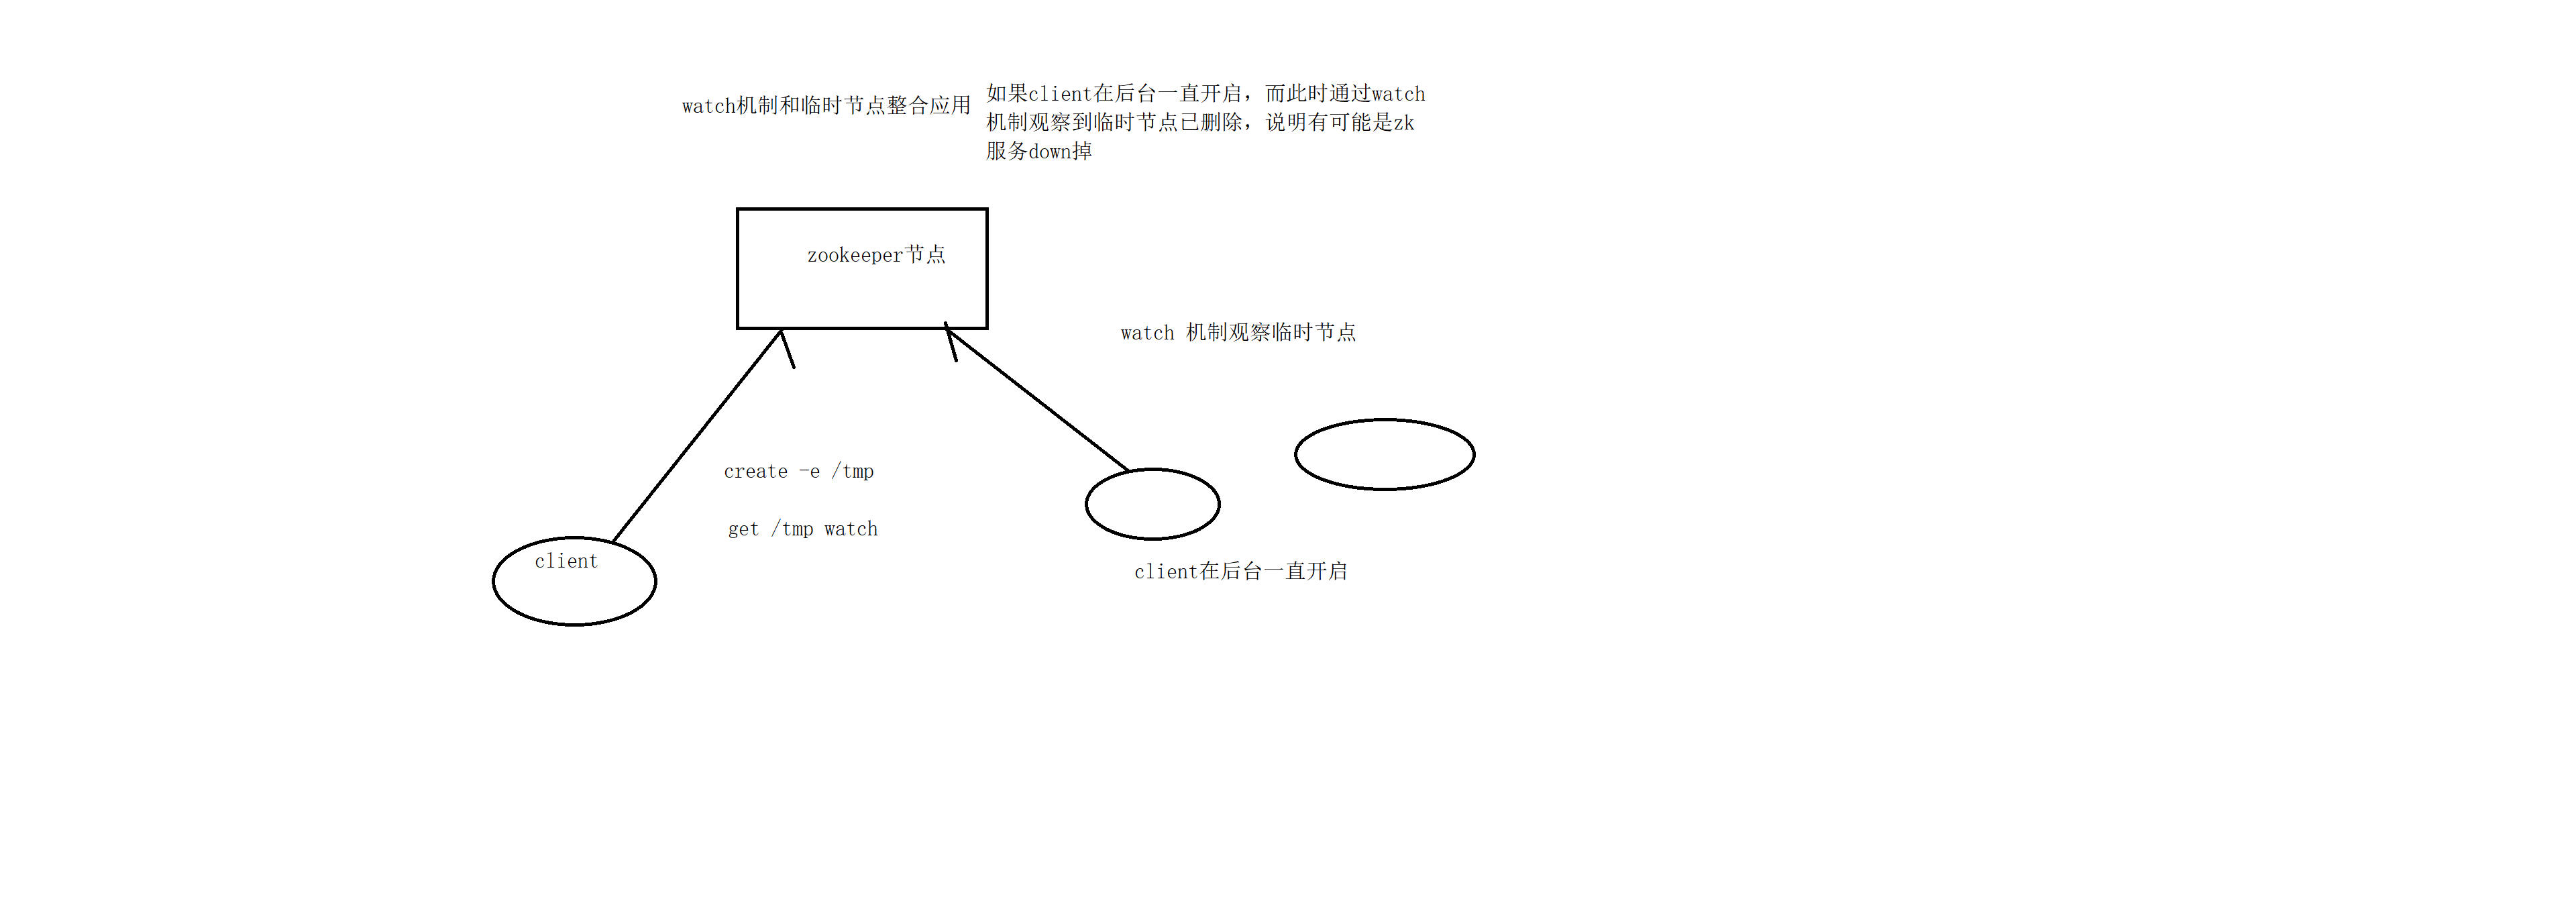 watch机制和临时节点整合应用
如果client在后台一直开启，而此时通过watch
机制观察到临时节点已删除，说明有可能是zk
服务down掉
zookeeper节点
watch 机制观察临时节点
create -e /tmp
get /tmp watch
client
client在后台一直开启